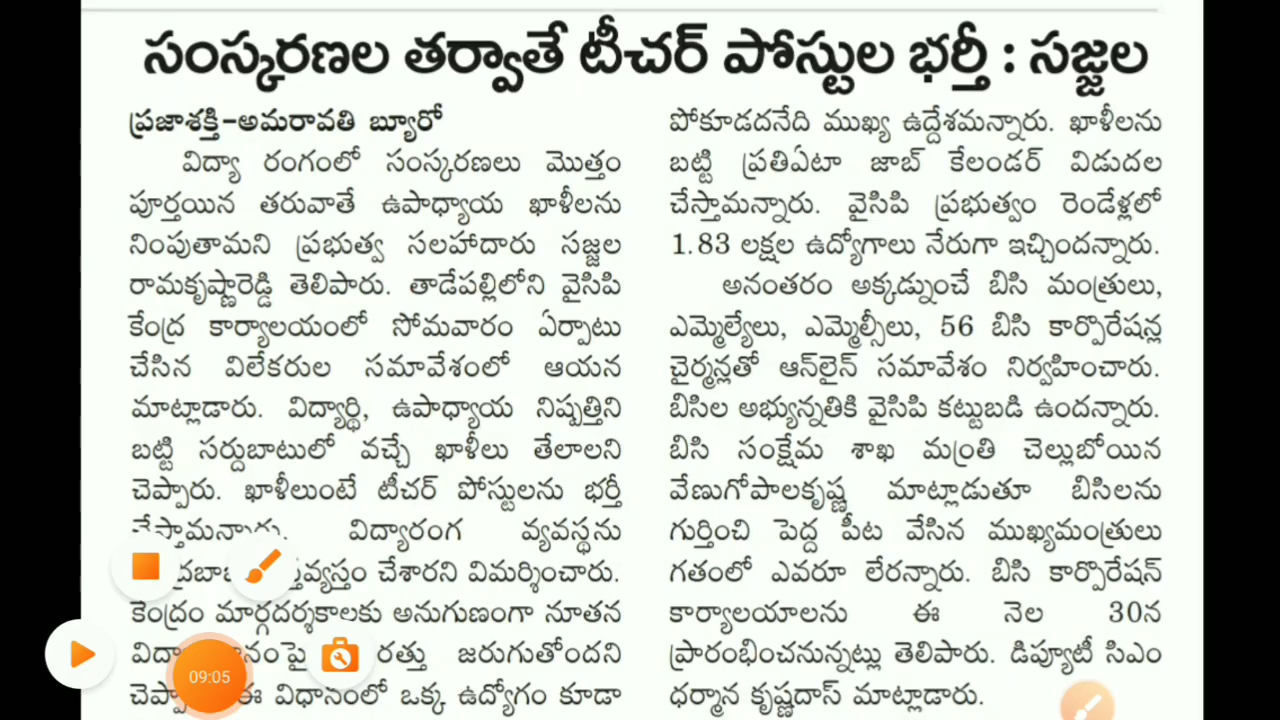 సంస్కరణల తర్వాతే టీచర్ పోస్టుల భర్తీ : సజ్జల
ప్రజాశక్తి-అమరావతి బ్యూరో
విద్యా రంగంలో సంస్కరణలు మొత్తం
పూర్తయిన తరువాతే ఉపాధ్యాయ ఖాళీలను
నింపుతామని ప్రభుత్వ సలహాదారు సజ్జల
రామకృష్ణారెడ్డి తెలిపారు. తాడేపల్లిలోని వైసిపి
కేంద్ర కార్యాలయంలో సోమవారం ఏర్పాటు
చేసిన విలేకరుల సమావేశంలో ఆయన
మాట్లాడారు. విద్యార్థి, ఉపాధ్యాయ నిష్పత్తిని
బట్టి సర్దుబాటులో వచ్చే ఖాళీలు తేలాలని
చెప్పారు. ఖాళీలుంటే టీచర్ పోస్టులను భర్తీ
విద్యారంగ వ్యవస్థను
చేశారని విమర్శించారు.
కేంద్రం మార్గదర్శకాలకు అనుగుణంగా నూతన
జరుగుతోందని
ఈ విధానంలో ఒక్క ఉద్యోగం కూడా
పోకూడదనేది ముఖ్య ఉద్దేశమన్నారు. ఖాళీలను
బట్టి ప్రతిఏటా జాబ్ కేలండర్ విడుదల
చేస్తామన్నారు. వైసిపి ప్రభుత్వం రెండేళ్లలో
1.83 లక్షల ఉద్యోగాలు నేరుగా ఇచ్చిందన్నారు.
అనంతరం అక్కడ్నుంచే బిసి మంత్రులు,
ఎమ్మెల్యేలు, ఎమ్మెల్సీలు, 56 బిసి కార్పొరేషన్ల
చైర్మన్లతో ఆన్‌లైన్ సమావేశం నిర్వహించారు.
బిసిల అభ్యున్నతికి వైసిపి కట్టుబడి ఉందన్నారు.
బిసి సంక్షేమ శాఖ మంత్రి చెల్లుబోయిన
వేణుగోపాలకృష్ణ మాట్లాడుతూ బిసిలను
గుర్తించి పెద్ద పీట వేసిన ముఖ్యమంత్రులు
గతంలో ఎవరూ లేరన్నారు. బిసి కార్పొరేషన్
కార్యాలయాలను ఈ నెల 30న
ప్రారంభించనున్నట్లు తెలిపారు. డిప్యూటీ సిఎం
ధర్మాన కృష్ణదాస్ మాట్లాడారు.
09:05